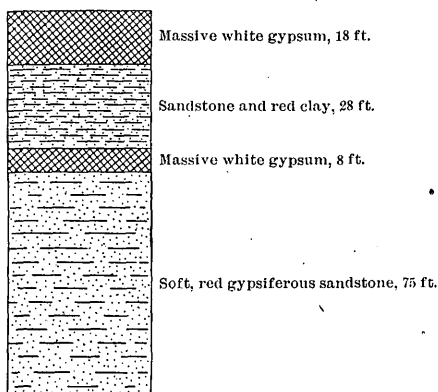 Massive white gypsum, 18 ft.
Sandstone and red clay, 28 ft.
Massive white gypsum, 8 ft.
Soft, red gypsiferous sandstone, 75 ft.